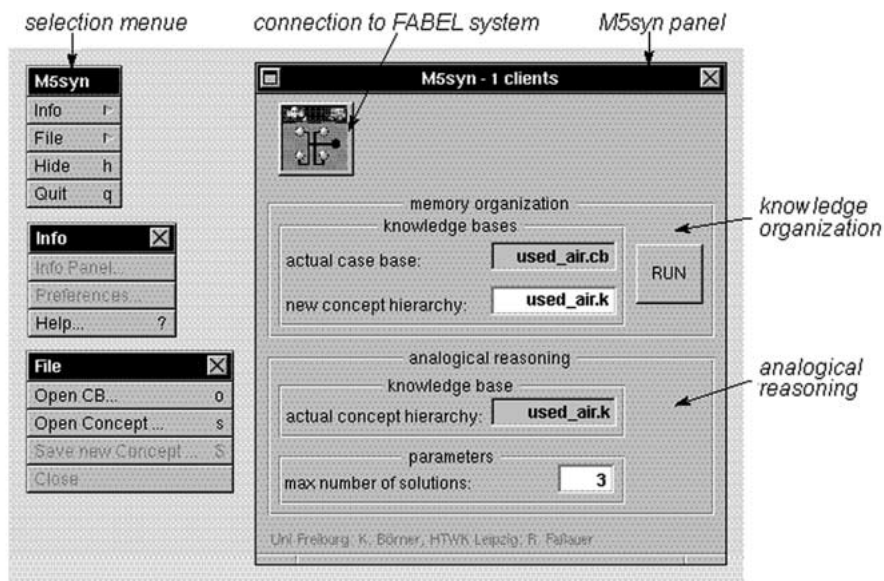 selection menue connection to FABEL system M5syn panel
M5syn
Info
File
Hide h
Quit q
Info
Info Panel...
Preferences...
Help... ?
File
Open CB... o
Open Concept ... s
Save new Concept ... S
Close
M5syn - 1 clients
memory organization
knowledge bases
actual case base: used_air.cb
new concept hierarchy: used_air.k
RUN
analogical reasoning
knowledge base
actual concept hierarchy: used_air.k
parameters
max number of solutions: 3
Uni Freiburg: K. Börner, HTWK Leipzig: R. Faßauer
knowledge
organization
analogical
reasoning